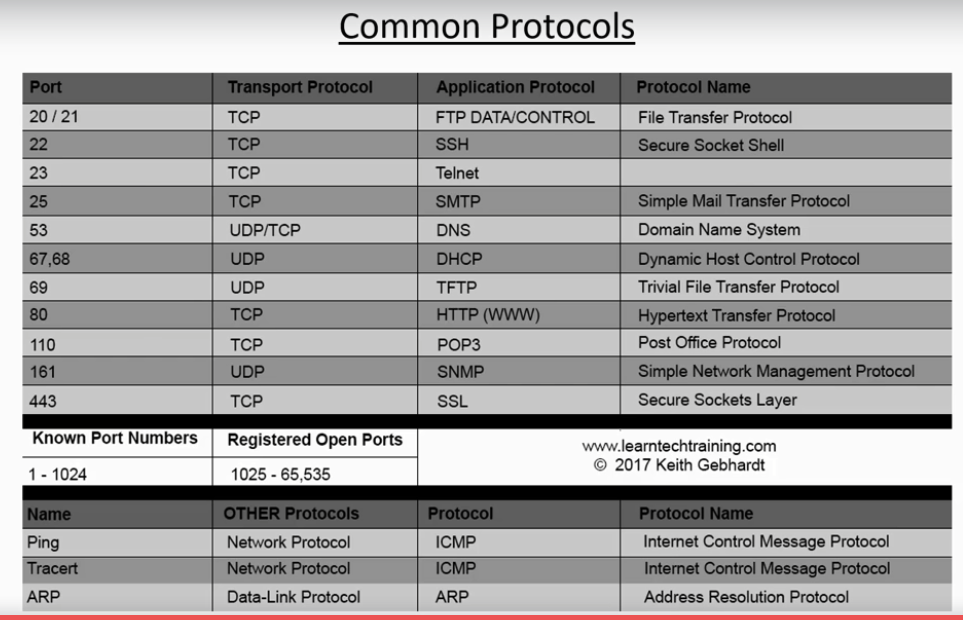 Common Protocols
Port Transport Protocol Application Protocol Protocol Name
20 / 21 TCP FTP DATA/CONTROL File Transfer Protocol
22 TCP SSH Secure Socket Shell
23 TCP Telnet
25 TCP SMTP Simple Mail Transfer Protocol
53 UDP/TCP DNS Domain Name System
67,68 UDP DHCP Dynamic Host Control Protocol
69 UDP TFTP Trivial File Transfer Protocol
80 TCP HTTP (WWW) Hypertext Transfer Protocol
110 TCP POP3 Post Office Protocol
161 UDP SNMP Simple Network Management Protocol
443 TCP SSL Secure Sockets Layer
Known Port Numbers Registered Open Ports www.learntechtraining.com
1 - 1024 1025 - 65,535 © 2017 Keith Gebhardt
Name OTHER Protocols Protocol Protocol Name
Ping Network Protocol ICMP Internet Control Message Protocol
Tracert Network Protocol ICMP Internet Control Message Protocol
ARP Data-Link Protocol ARP Address Resolution Protocol